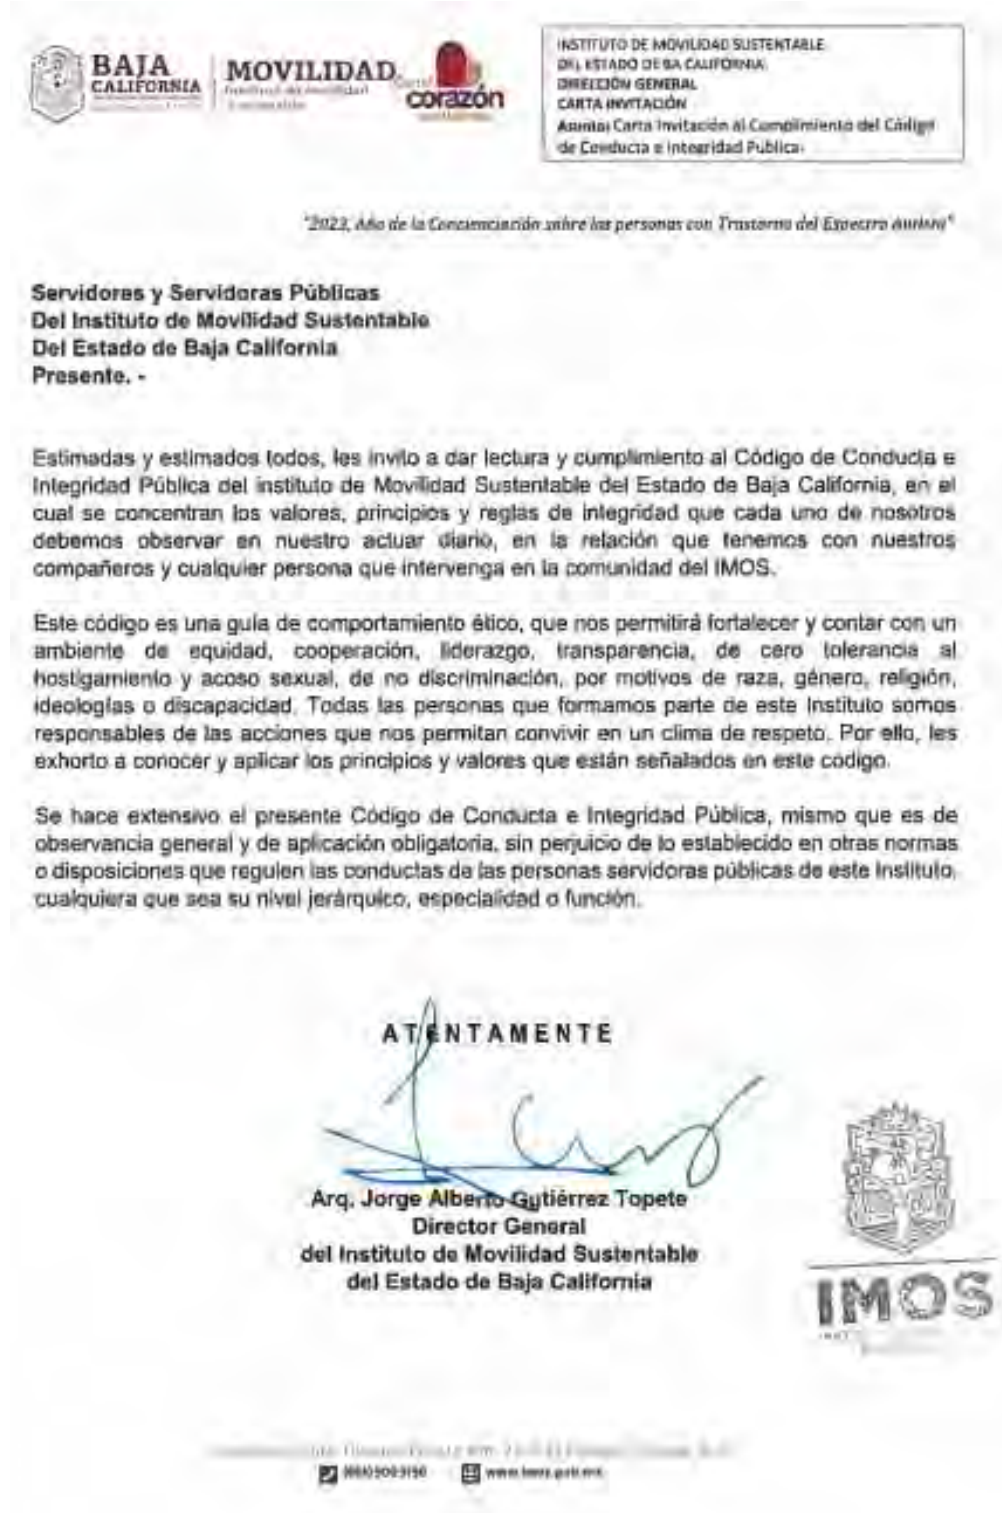 BAJA
CALIFORNIA
MOVILIDAD
corazón
INSTITUTO DE MOVILIDAD SUSTENTABLE
DEL ESTADO DE BA CALIFORNIA
DIRECCIÓN GENERAL
CARTA INVITACIÓN
Asunto: Carta Invitación al Cumplimiento del Código
de Conducta e Integridad Publica.
"2023, Año de la Concienciación sobre las personas con Trastorno del Espectro Autista"
Servidores y Servidoras Públicas
Del Instituto de Movilidad Sustentable
Del Estado de Baja California
Presente. -
Estimadas y estimados todos, les invito a dar lectura y cumplimiento al Código de Conducta e
Integridad Pública del instituto de Movilidad Sustentable del Estado de Baja California, en el
cual se concentran los valores, principios y reglas de integridad que cada uno de nosotros
debemos observar en nuestro actuar diario, en la relación que tenemos con nuestros
compañeros y cualquier persona que intervenga en la comunidad del IMOS.
Este código es una guía de comportamiento ético, que nos permitirá fortalecer y contar con un
ambiente de equidad, cooperación, liderazgo, transparencia, de cero tolerancia al
hostigamiento y acoso sexual, de no discriminación, por motivos de raza, género, religión,
ideologías o discapacidad. Todas las personas que formamos parte de este Instituto somos
responsables de las acciones que nos permitan convivir en un clima de respeto. Por ello, les
exhorto a conocer y aplicar los principios y valores que están señalados en este código.
Se hace extensivo el presente Código de Conducta e Integridad Pública, mismo que es de
observancia general y de aplicación obligatoria, sin perjuicio de lo establecido en otras normas
o disposiciones que regulen las conductas de las personas servidoras públicas de este Instituto,
cualquiera que sea su nivel jerárquico, especialidad o función.
ATENTAMENTE
Arq. Jorge Alberto Gutiérrez Topete
Director General
del Instituto de Movilidad Sustentable
del Estado de Baja California
IMOS
www.imos.gob.mx